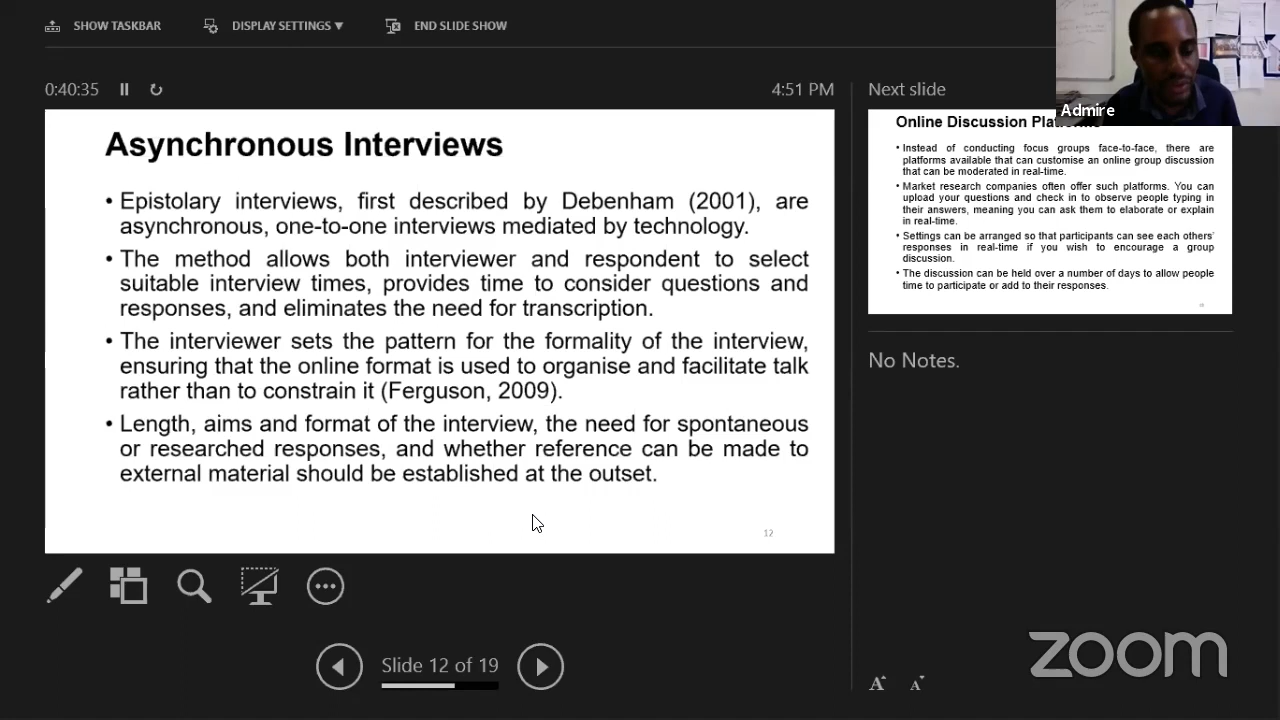 SHOW TASKBAR
DISPLAY SETTINGS ▼
END SLIDE SHOW
0:40:35
4:51 PM
Asynchronous Interviews
• Epistolary interviews, first described by Debenham (2001), are
asynchronous, one-to-one interviews mediated by technology.
• The method allows both interviewer and respondent to select
suitable interview times, provides time to consider questions and
responses, and eliminates the need for transcription.
• The interviewer sets the pattern for the formality of the interview,
ensuring that the online format is used to organise and facilitate talk
rather than to constrain it (Ferguson, 2009).
• Length, aims and format of the interview, the need for spontaneous
or researched responses, and whether reference can be made to
external material should be established at the outset.
12
Slide 12 of 19
Next slide
Admire
Online Discussion
• Instead of conducting focus groups face-to-face, there are
platforms available that can customise an online group discussion
that can be moderated in real-time.
• Market research companies often offer such platforms. You can
upload your questions and check in to observe people typing in
their answers, meaning you can ask them to elaborate or explain
in real-time.
• Settings can be arranged so that participants can see each others'
responses in real-time if you wish to encourage a group
discussion.
• The discussion can be held over a number of days to allow people
time to participate or add to their responses.
No Notes.
A A
zoom